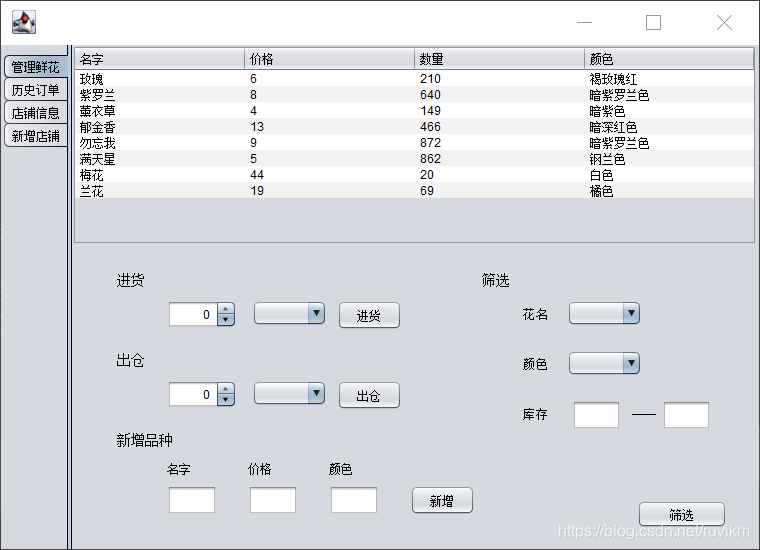 管理鲜花
历史订单
店铺信息
新增店铺
名字 价格 数量 颜色
玫瑰 6 210 褐玫瑰红
紫罗兰 8 640 暗紫罗兰色
薰衣草 4 149 暗紫色
郁金香 13 466 暗深红色
勿忘我 9 872 暗紫罗兰色
满天星 5 862 钢兰色
梅花 44 20 白色
兰花 19 69 橘色
进货 筛选
0 进货 花名
出仓 颜色
0 出仓 库存
新增品种
名字 价格 颜色
新增
筛选
https://blog.csdn.net/ruvikm